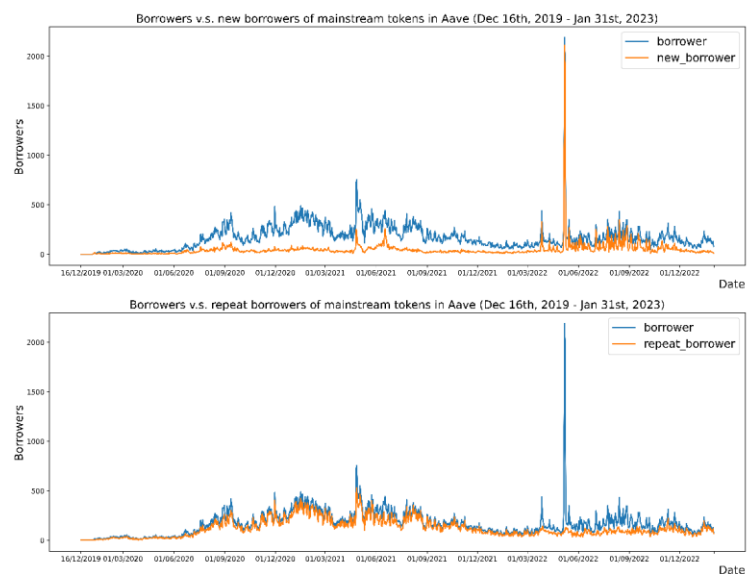 Borrowers v.s. new borrowers of mainstream tokens in Aave (Dec 16th, 2019 - Jan 31st, 2023)
borrower
new_borrower
2000
1500
1000
500
0
Borrowers
16/12/2019 01/03/2020 01/06/2020 01/09/2020 01/12/2020 01/03/2021 01/06/2021 01/09/2021 01/12/2021 01/03/2022 01/06/2022 01/09/2022 01/12/2022
Date
Borrowers v.s. repeat borrowers of mainstream tokens in Aave (Dec 16th, 2019 - Jan 31st, 2023)
borrower
repeat_borrower
2000
1500
1000
500
0
Borrowers
16/12/2019 01/03/2020 01/06/2020 01/09/2020 01/12/2020 01/03/2021 01/06/2021 01/09/2021 01/12/2021 01/03/2022 01/06/2022 01/09/2022 01/12/2022
Date